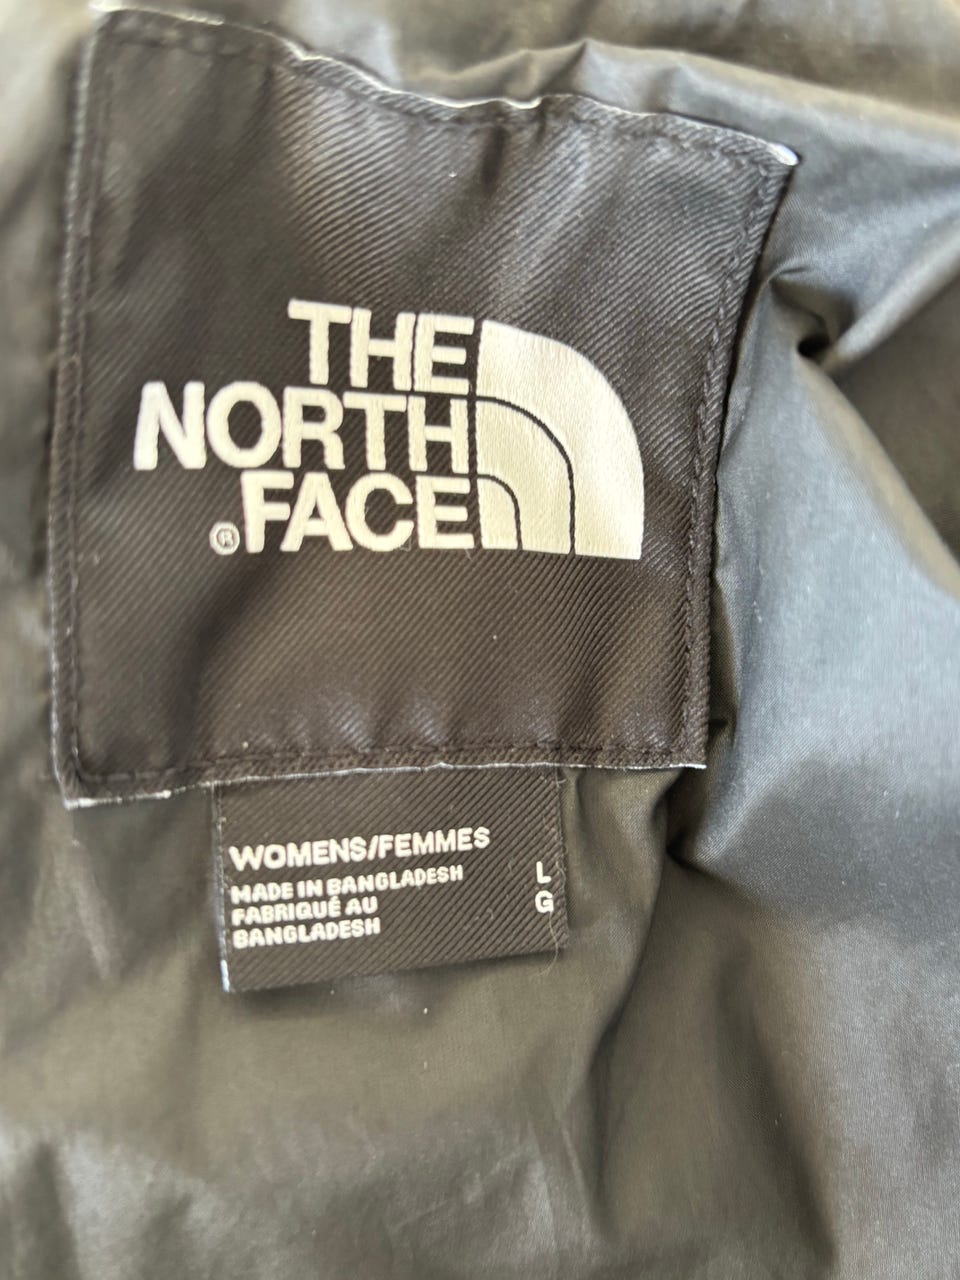 THE
NORTH
FACE
®
WOMENS/FEMMES
MADE IN BANGLADESH
FABRIQUÉ AU
BANGLADESH
L
G